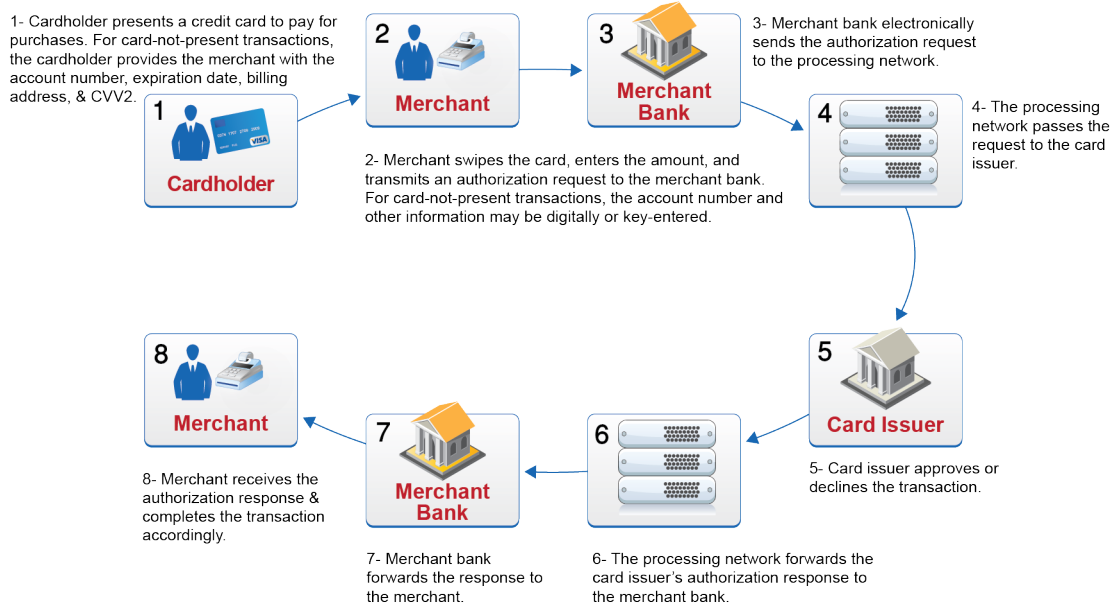 1- Cardholder presents a credit card to pay for
purchases. For card-not-present transactions,
the cardholder provides the merchant with the
account number, expiration date, billing
address, & CVV2.
1
VISA
Cardholder
2
Merchant
2- Merchant swipes the card, enters the amount, and
transmits an authorization request to the merchant bank.
For card-not-present transactions, the account number and
other information may be digitally or key-entered.
3
Merchant
Bank
3- Merchant bank electronically
sends the authorization request
to the processing network.
4
4- The processing
network passes the
request to the card
issuer.
5
Card Issuer
5- Card issuer approves or
declines the transaction.
6
6- The processing network forwards the
card issuer’s authorization response to
the merchant bank.
7
Merchant
Bank
7- Merchant bank
forwards the response to
the merchant.
8
Merchant
8- Merchant receives the
authorization response &
completes the transaction
accordingly.